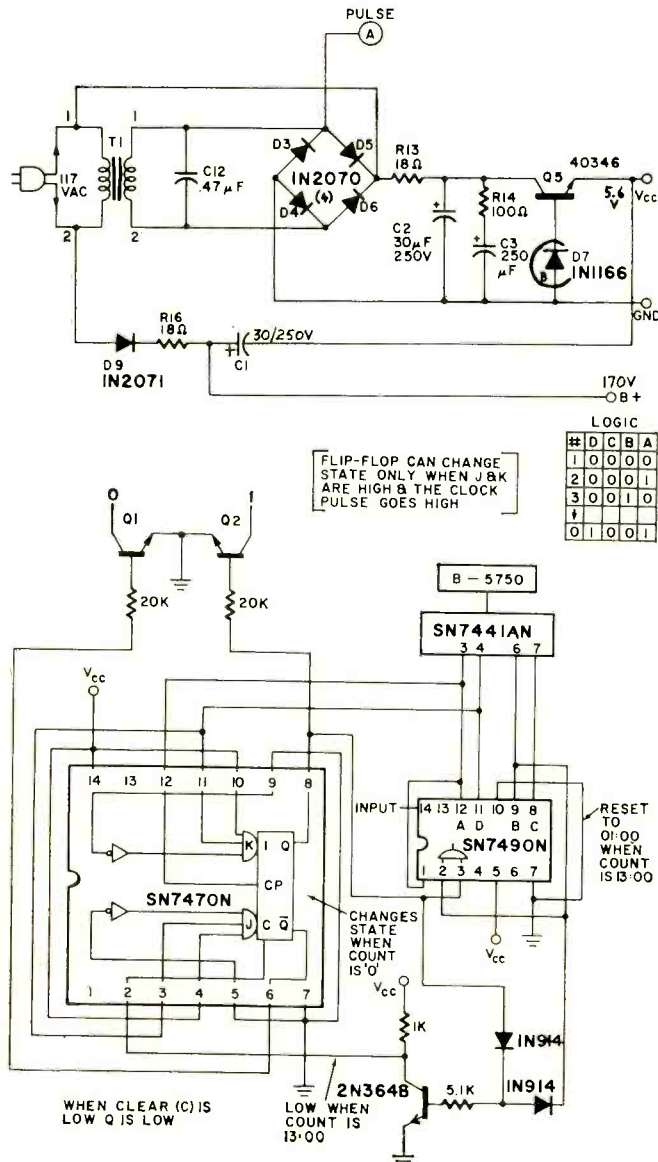 PULSE
A
1
1
T1
117
VAC
2
2
C12
.47µF
D3
D5
IN2070
(4)
D4
D6
R13
18Ω
C2
30µF
250V
R14
100Ω
C3
250
µF
Q5
40346
5.6
V
Vcc
D7
IN1166
B
GND
R16
18Ω
D9
IN2071
+
30/250V
C1
170V
B+
LOGIC
# D C B A
1 0 0 0 0
2 0 0 0 1
3 0 0 1 0
0 1 0 0 1
FLIP-FLOP CAN CHANGE
STATE ONLY WHEN J&K
ARE HIGH & THE CLOCK
PULSE GOES HIGH
0
1
Q1
Q2
20K
20K
B-5750
SN7441AN
3 4 6 7
Vcc
14 13 12 11 10 9 8
K I Q
CP
SN7470N
J C Q̅
1 2 3 4 5 6 7
CHANGES
STATE
WHEN
COUNT
IS '0'
INPUT
14 13 12 11 10 9 8
A D B C
SN7490N
1 2 3 4 5 6 7
RESET
TO
01:00
WHEN
COUNT
IS 13:00
Vcc
Vcc
1K
IN914
IN914
2N3648
5.1K
WHEN CLEAR (C) IS
LOW Q IS LOW
LOW WHEN
COUNT IS
13:00